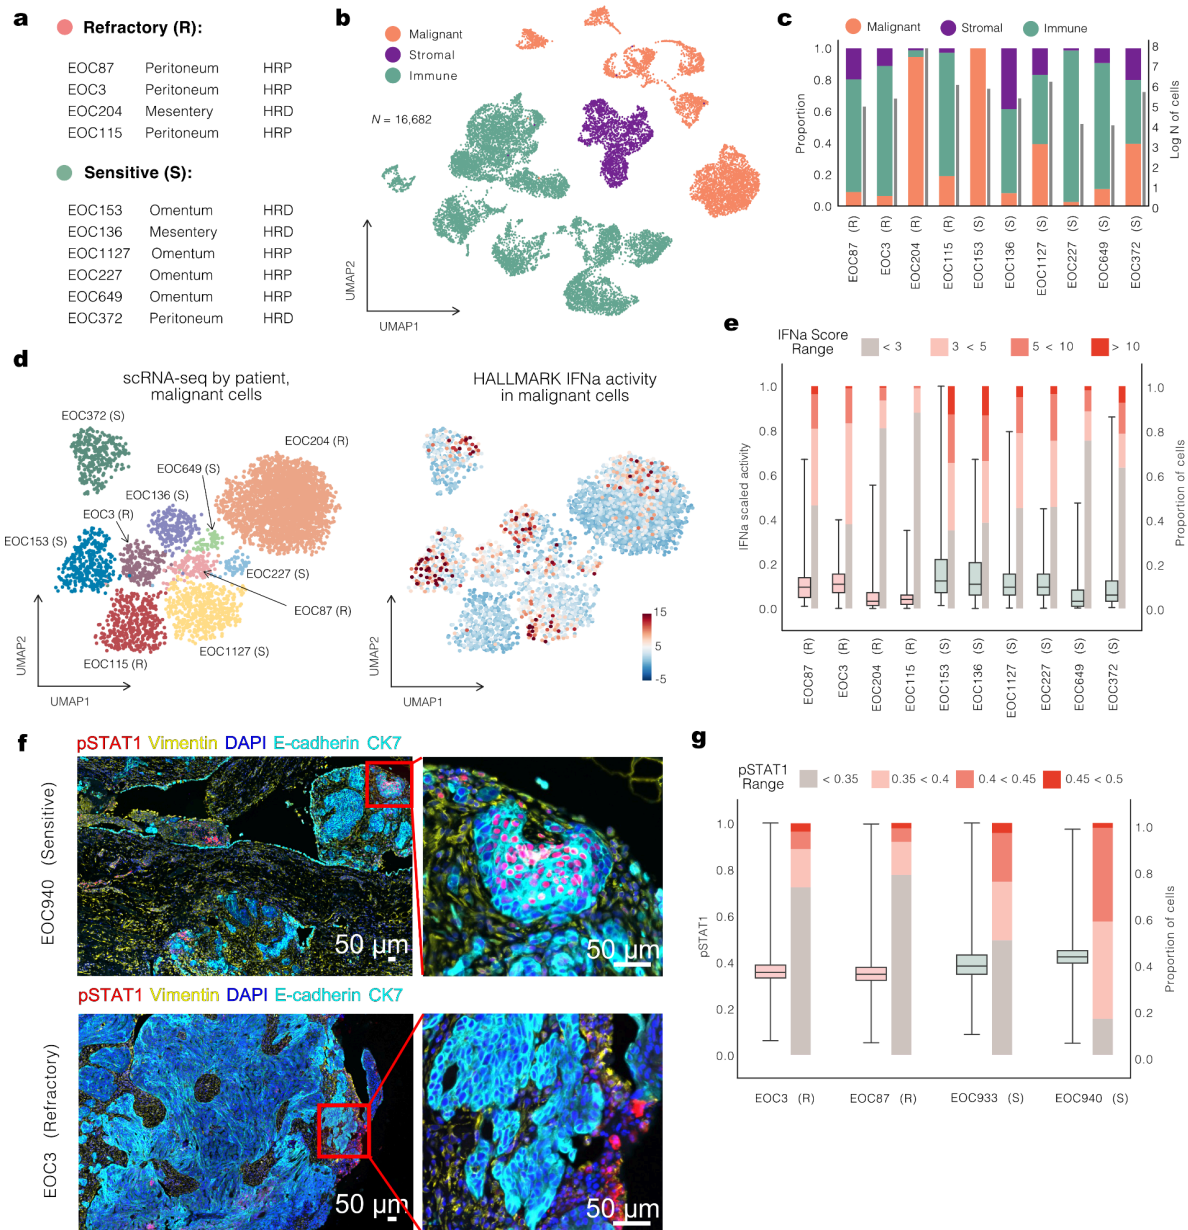 a
Refractory (R):
EOC87 Peritoneum HRP
EOC3 Peritoneum HRP
EOC204 Mesentery HRD
EOC115 Peritoneum HRP
Sensitive (S):
EOC153 Omentum HRD
EOC136 Mesentery HRD
EOC1127 Omentum HRP
EOC227 Omentum HRP
EOC649 Omentum HRP
EOC372 Peritoneum HRD
b
Malignant
Stromal
Immune
N = 16,682
UMAP2
UMAP1
c
Malignant Stromal Immune
Proportion
1.0
0.8
0.6
0.4
0.2
0.0
8
7
6
5
4
3
2
1
0
Log N of cells
EOC87 (R)
EOC3 (R)
EOC204 (R)
EOC115 (R)
EOC153 (S)
EOC136 (S)
EOC1127 (S)
EOC227 (S)
EOC649 (S)
EOC372 (S)
d
scRNA-seq by patient,
malignant cells
EOC372 (S)
EOC204 (R)
EOC649 (S)
EOC136 (S)
EOC3 (R)
EOC153 (S)
EOC227 (S)
EOC87 (R)
EOC1127 (S)
EOC115 (R)
UMAP2
UMAP1
HALLMARK IFNa activity
in malignant cells
15
-5
UMAP2
UMAP1
e
IFNa Score
Range
< 3 3 < 5 5 < 10 > 10
IFNa scaled activity
1.0
0.8
0.6
0.4
0.2
0.0
1.0
0.8
0.6
0.4
0.2
0.0
Proportion of cells
EOC87 (R)
EOC3 (R)
EOC204 (R)
EOC115 (R)
EOC153 (S)
EOC136 (S)
EOC1127 (S)
EOC227 (S)
EOC649 (S)
EOC372 (S)
f
pSTAT1 Vimentin DAPI E-cadherin CK7
EOC940 (Sensitive)
50 µm
50 µm
pSTAT1 Vimentin DAPI E-cadherin CK7
EOC3 (Refractory)
50 µm
50 µm
g
pSTAT1
Range
< 0.35 0.35 < 0.4 0.4 < 0.45 0.45 < 0.5
pSTAT1
1.0
0.8
0.6
0.4
0.2
0.0
1.0
0.8
0.6
0.4
0.2
0.0
Proportion of cells
EOC3 (R) EOC87 (R) EOC933 (S) EOC940 (S)